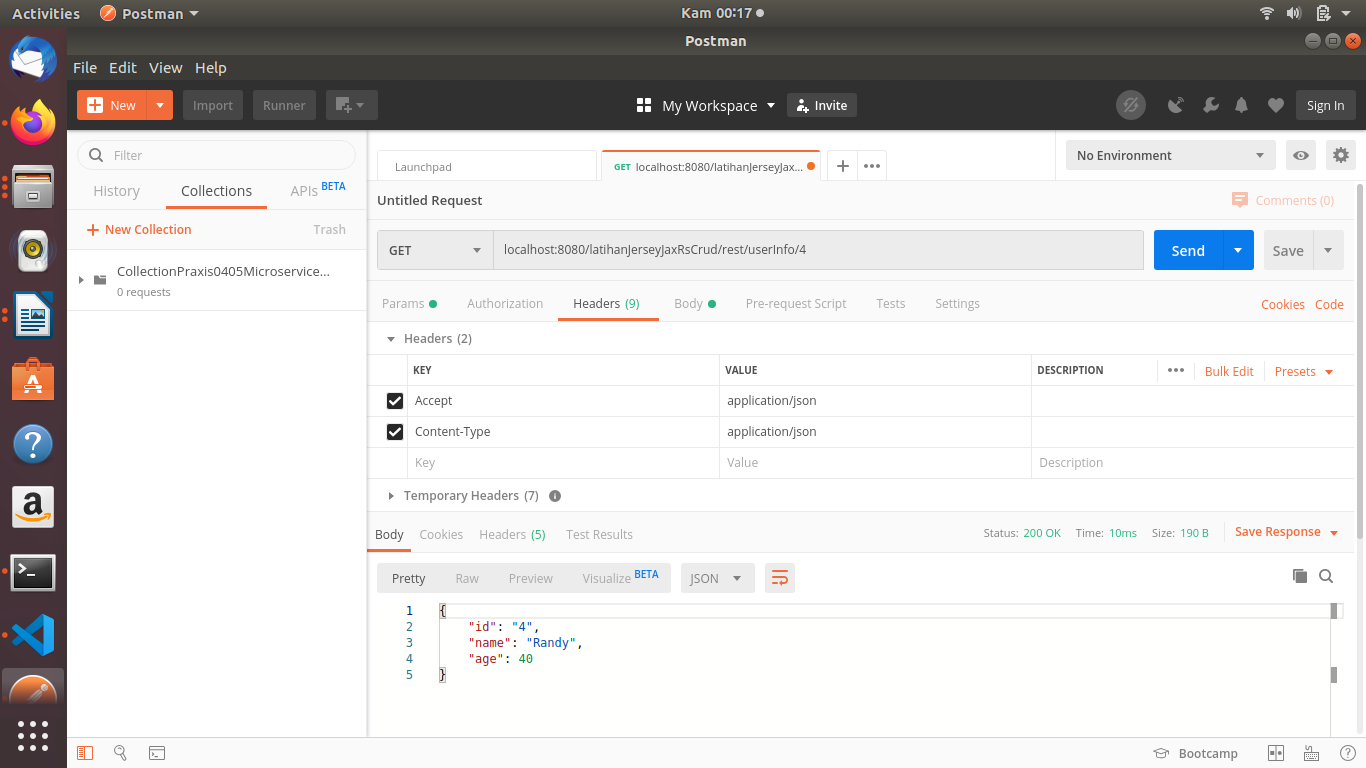 Activities Postman Kam 00:17
Postman
File Edit View Help
New Import Runner My Workspace Invite Sign In
Filter
History Collections APIs BETA
New Collection Trash
CollectionPraxis0405Microservice...
0 requests
Launchpad GET localhost:8080/latihanJerseyJax... No Environment
Untitled Request Comments (0)
GET localhost:8080/latihanJerseyJaxRsCrud/rest/userInfo/4 Send Save
Params Authorization Headers (9) Body Pre-request Script Tests Settings Cookies Code
Headers (2)
KEY VALUE DESCRIPTION Bulk Edit Presets
Accept application/json
Content-Type application/json
Key Value Description
Temporary Headers (7)
Body Cookies Headers (5) Test Results Status: 200 OK Time: 10ms Size: 190 B Save Response
Pretty Raw Preview Visualize BETA JSON
1 {
2 "id": "4",
3 "name": "Randy",
4 "age": 40
5 }
Bootcamp